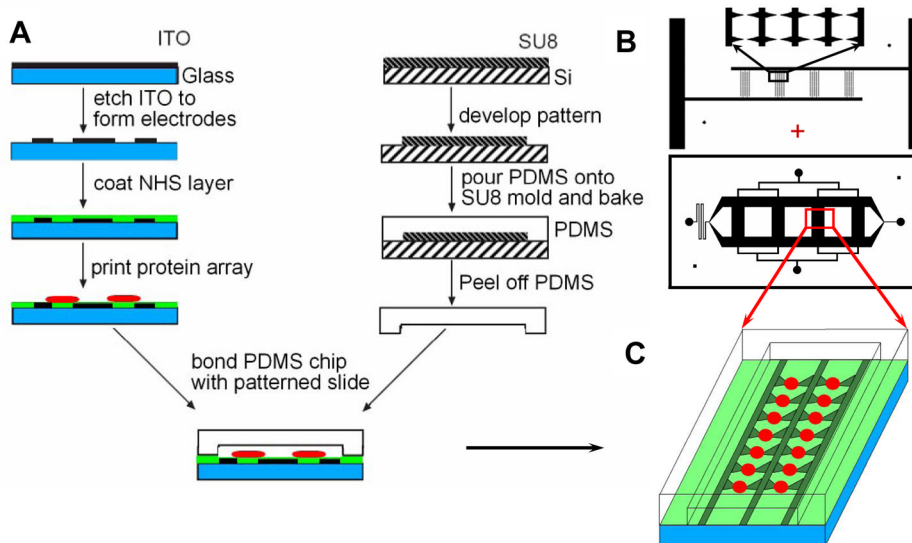 A
ITO
Glass
etch ITO to
form electrodes
coat NHS layer
print protein array
SU8
Si
develop pattern
pour PDMS onto
SU8 mold and bake
PDMS
Peel off PDMS
bond PDMS chip
with patterned slide
B
C